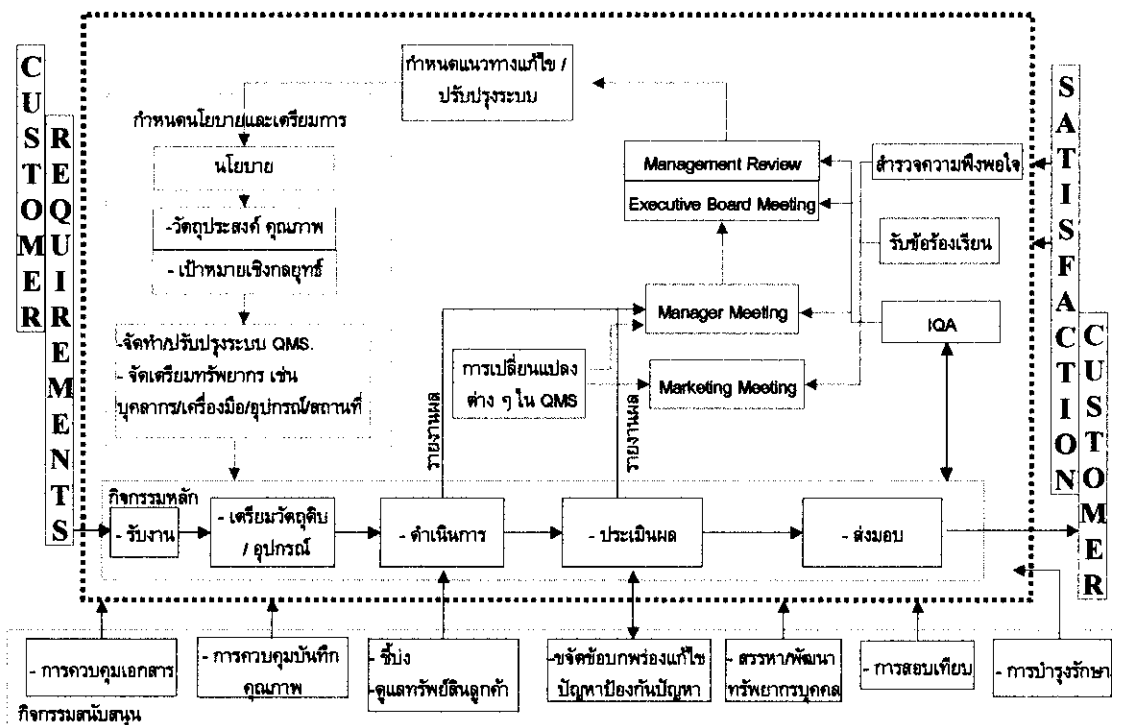 CUSTOMER
REQUIREMENTS
กำหนดแนวทางแก้ไข /
ปรับปรุงระบบ
กำหนดนโยบายและเตรียมการ
นโยบาย
-วัตถุประสงค์ คุณภาพ
- เป้าหมายเชิงกลยุทธ์
-จัดทำ/ปรับปรุงระบบ QMS.
- จัดเตรียมทรัพยากร เช่น
บุคลากร/เครื่องมือ/อุปกรณ์/สถานที่
Management Review
Executive Board Meeting
Manager Meeting
Marketing Meeting
การเปลี่ยนแปลง
ต่าง ๆ ใน QMS
รายงานผล
รายงานผล
สำรวจความพึงพอใจ
รับข้อร้องเรียน
IQA
SATISFACTION
CUSTOMER
กิจกรรมหลัก
- รับงาน
- เตรียมวัตถุดิบ
/ อุปกรณ์
- ดำเนินการ
- ประเมินผล
- ส่งมอบ
- การควบคุมเอกสาร
- การควบคุมบันทึก
คุณภาพ
- ชี้บ่ง
-ดูแลทรัพย์สินลูกค้า
-ขจัดข้อบกพร่องแก้ไข
ปัญหาป้องกันปัญหา
- สรรหา/พัฒนา
ทรัพยากรบุคคล
- การสอบเทียบ
- การบำรุงรักษา
กิจกรรมสนับสนุน